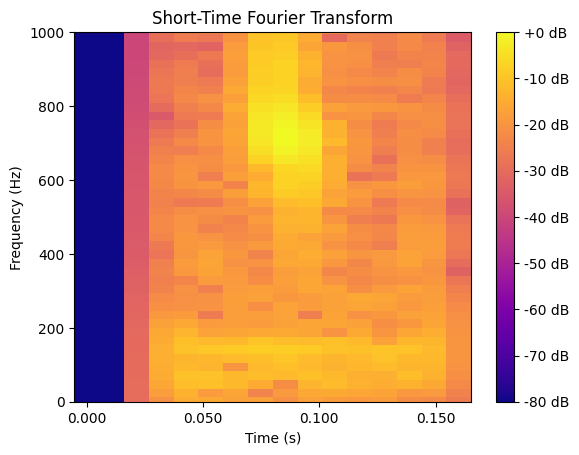 Short-Time Fourier Transform
Frequency (Hz)
1000
800
600
400
200
0
0.000
0.050
0.100
0.150
Time (s)
+0 dB
-10 dB
-20 dB
-30 dB
-40 dB
-50 dB
-60 dB
-70 dB
-80 dB